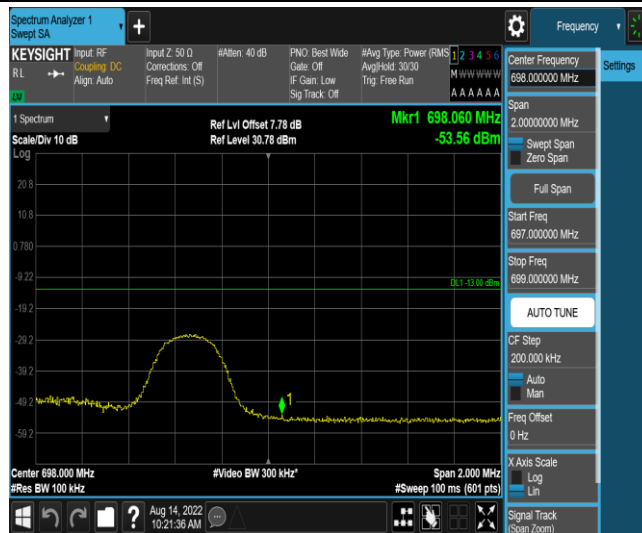 Spectrum Analyzer 1
Swept SA
Frequency
KEYSIGHT
RL
Input: RF
Coupling: DC
Align: Auto
Input Z: 50 Ω
Corrections: Off
Freq Ref: Int (S)
#Atten: 40 dB
PNO: Best Wide
Gate: Off
IF Gain: Low
Sig Track: Off
#Avg Type: Power (RMS
Avg|Hold: 30/30
Trig: Free Run
1 2 3 4 5 6
M W W W W W
A A A A A A
1 Spectrum
Scale/Div 10 dB
Log
Ref Lvl Offset 7.78 dB
Ref Level 30.78 dBm
Mkr1 698.060 MHz
-53.56 dBm
20.8
10.8
0.780
-9.22
-19.2
-29.2
-39.2
-49.2
-59.2
DL1 -13.00 dBm
1
Center 698.000 MHz
#Res BW 100 kHz
#Video BW 300 kHz*
Span 2.000 MHz
#Sweep 100 ms (601 pts)
Aug 14, 2022
10:21:36 AM
Center Frequency
698.000000 MHz
Settings
Span
2.00000000 MHz
Swept Span
Zero Span
Full Span
Start Freq
697.000000 MHz
Stop Freq
699.000000 MHz
AUTO TUNE
CF Step
200.000 kHz
Auto
Man
Freq Offset
0 Hz
X Axis Scale
Log
Lin
Signal Track
(Span Zoom)